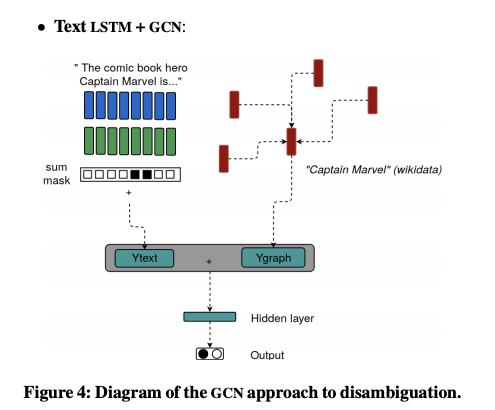 • Text LSTM + GCN:
" The comic book hero
Captain Marvel is..."
sum
mask
+
"Captain Marvel" (wikidata)
Ytext
+
Ygraph
Hidden layer
Output
Figure 4: Diagram of the GCN approach to disambiguation.